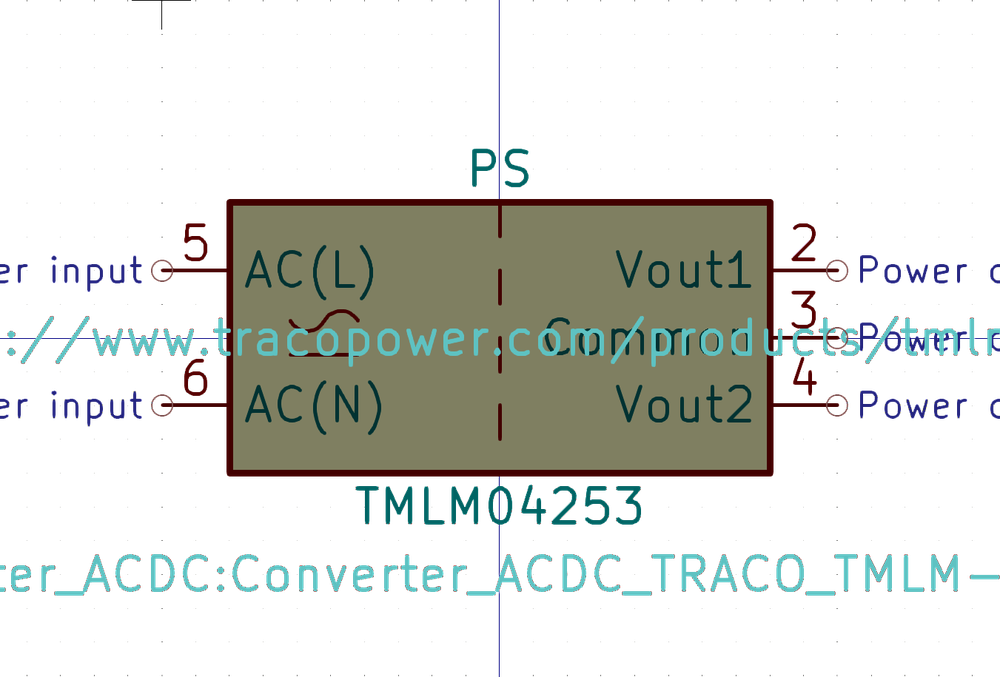 PS
5 AC(L) Vout1 2
er input Power o
://www.tracopower.com/products/tmlm
Common 3 Power o
6 AC(N) Vout2 4
er input Power o
TMLM04253
ter_ACDC:Converter_ACDC_TRACO_TMLM-